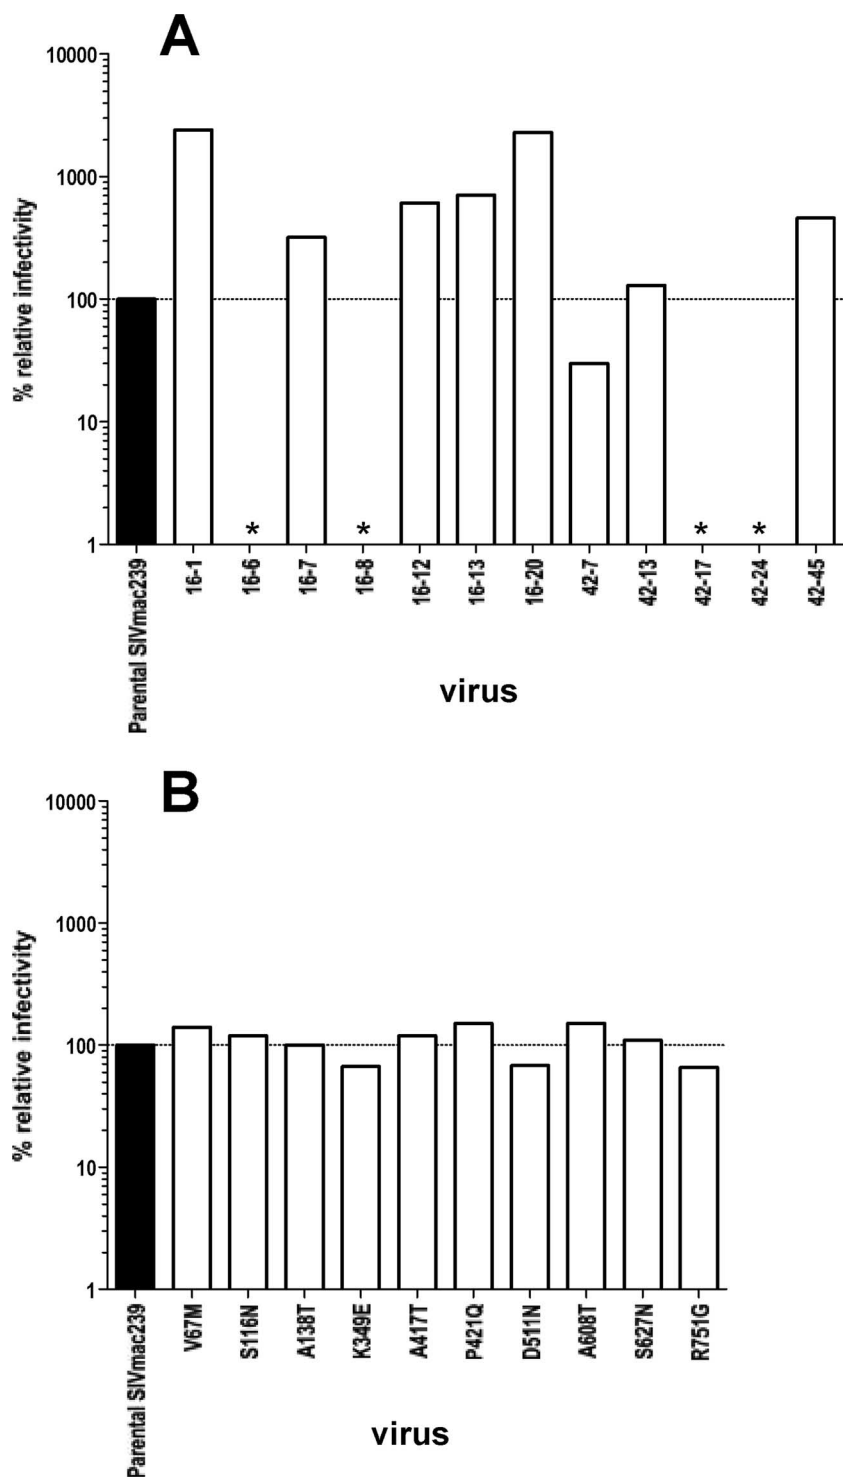 A
10000
1000
100
10
1
% relative infectivity
* * * *
Parental SIVmac239
16-1
16-6
16-7
16-8
16-12
16-13
16-20
42-7
42-13
42-17
42-24
42-45
virus
B
10000
1000
100
10
1
% relative infectivity
Parental SIVmac239
V67M
S116N
A138T
K349E
A417T
P421Q
D511N
A608T
S627N
R751G
virus